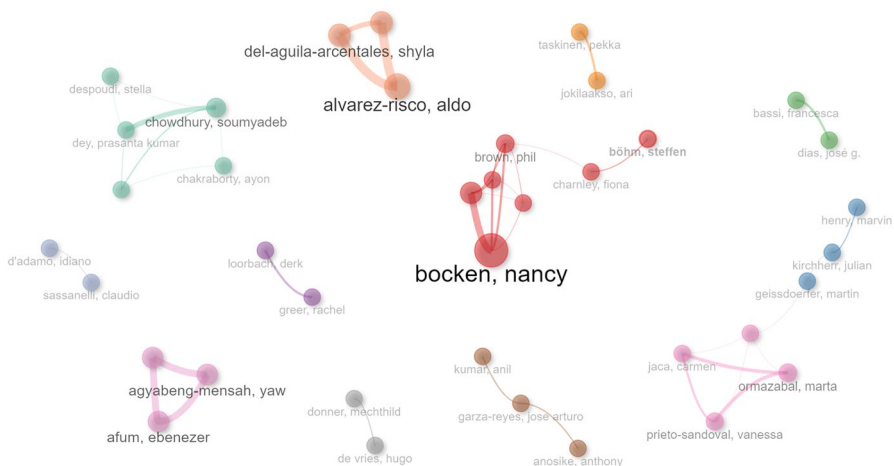 taskinen, pekka
del-aguila-arcentales, shyla
despoudi, stella
jokilaakso, ari
alvarez-risco, aldo
bassi, francesca
chowdhury, soumyadeb
dey, prasanta kumar
dias, josé g.
brown, phil
böhm, steffen
chakraborty, ayon
charnley, fiona
henry, marvin
d'adamo, idiano
loorbach, derk
kirchherr, julian
bocken, nancy
sassanelli, claudio
geissdoerfer, martin
greer, rachel
jaca, carmen
kumar, anil
agyabeng-mensah, yaw
ormazabal, marta
donner, mechthild
garza-reyes, jose arturo
afum, ebenezer
prieto-sandoval, vanessa
de vries, hugo
anosike, anthony